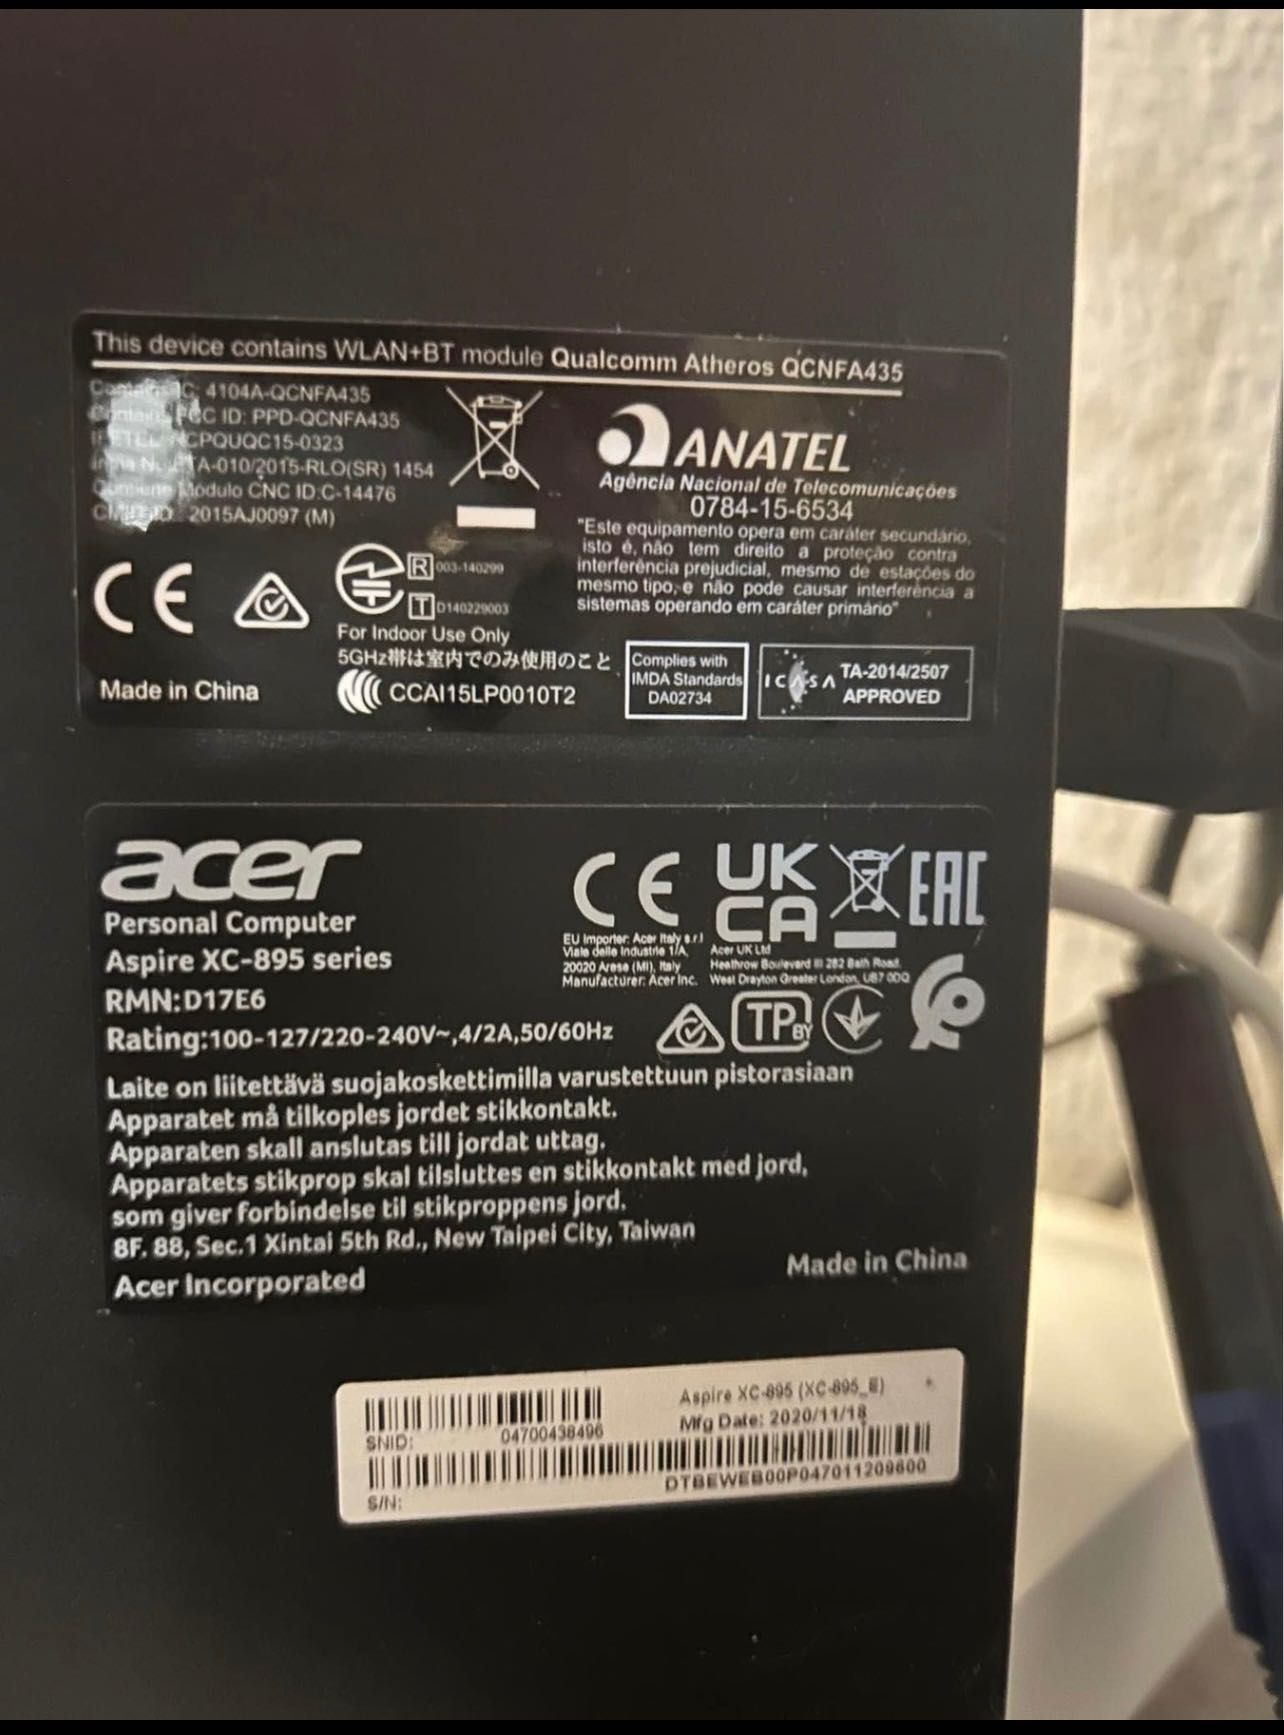 This device contains WLAN+BT module Qualcomm Atheros QCNFA435
Contains IC: 4104A-QCNFA435
Contains FCC ID: PPD-QCNFA435
CPQUQC15-0323
TA-010/2015-RLO(SR) 1454
Contiene Módulo CNC ID:C-14476
2015AJ0097 (M)
ANATEL
Agência Nacional de Telecomunicações
0784-15-6534
"Este equipamento opera em caráter secundário,
isto é, não tem direito a proteção contra
interferência prejudicial, mesmo de estações do
mesmo tipo, e não pode causar interferência a
sistemas operando em caráter primário"
CE
R 003-140299
T D140229003
For Indoor Use Only
5GHz帯は室内でのみ使用のこと
Made in China
CCAI15LP0010T2
Complies with
IMDA Standards
DA02734
ICASA TA-2014/2507
APPROVED
acer
Personal Computer
Aspire XC-895 series
RMN:D17E6
Rating:100-127/220-240V~,4/2A,50/60Hz
CE
UK
CA
EAC
EU Importer: Acer Italy s.r.l
Viale delle Industrie 1/A,
20020 Arese (MI), Italy
Manufacturer: Acer Inc.
Acer UK Ltd
Heathrow Boulevard III 282 Bath Road,
West Drayton Greater London, UB7 0DQ
TP BY
Laite on liitettävä suojakoskettimilla varustettuun pistorasiaan
Apparatet må tilkoples jordet stikkontakt.
Apparaten skall anslutas till jordat uttag.
Apparatets stikprop skal tilsluttes en stikkontakt med jord,
som giver forbindelse til stikproppens jord.
8F. 88, Sec.1 Xintai 5th Rd., New Taipei City, Taiwan
Acer Incorporated
Made in China
Aspire XC-895 (XC-895_E)
Mfg Date: 2020/11/18
SNID: 04700438496
DTBEWEB00P047011209600
S/N: